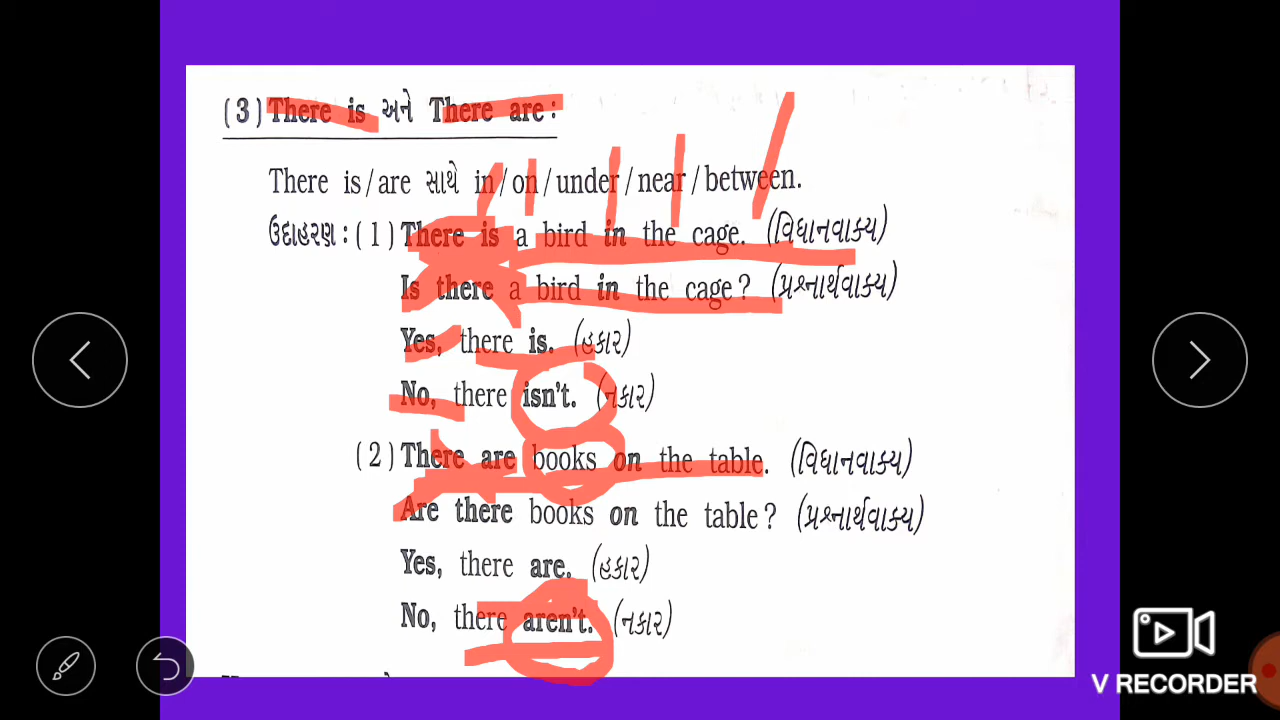 (3) There is અને There are :
There is/are સાથે in/on/under/near/between.
ઉદાહરણ : (1) There is a bird in the cage. (વિધાનવાક્ય)
Is there a bird in the cage? (પ્રશ્નાર્થવાક્ય)
Yes, there is. (હકાર)
No, there isn't. (નકાર)
(2) There are books on the table. (વિધાનવાક્ય)
Are there books on the table? (પ્રશ્નાર્થવાક્ય)
Yes, there are. (હકાર)
No, there aren't. (નકાર)
V RECORDER